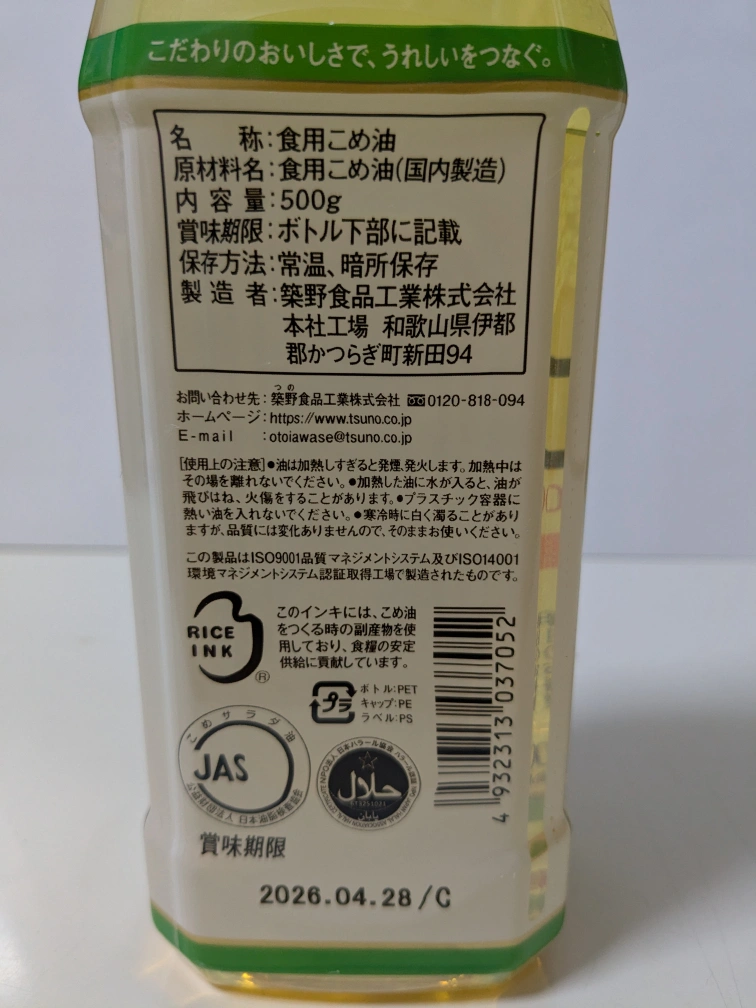 こだわりのおいしさで、うれしいをつなぐ。
名 称：食用こめ油
原材料名：食用こめ油（国内製造）
内容量：500g
賞味期限：ボトル下部に記載
保存方法：常温、暗所保存
製造者：築野食品工業株式会社
本社工場 和歌山県伊都
郡かつらぎ町新田94
つの
お問い合わせ先：築野食品工業株式会社 0120-818-094
ホームページ：https://www.tsuno.co.jp
E-mail ：otoiawase@tsuno.co.jp
［使用上の注意］●油は加熱しすぎると発煙、発火します。加熱中は
その場を離れないでください。●加熱した油に水が入ると、油が
飛びはね、火傷をすることがあります。●プラスチック容器に
熱い油を入れないでください。●寒冷時に白く濁ることがあり
ますが、品質には変化ありませんので、そのままお使いください。
この製品はISO9001品質マネジメントシステム及びISO14001
環境マネジメントシステム認証取得工場で製造されたものです。
RICE
INK
®
このインキには、こめ油
をつくる時の副産物を使
用しており、食糧の安定
供給に貢献しています。
プラ
ボトル：PET
キャップ：PE
ラベル：PS
4 932313 037052
こめサラダ油
JAS
حلال
賞味期限
2026.04.28/C